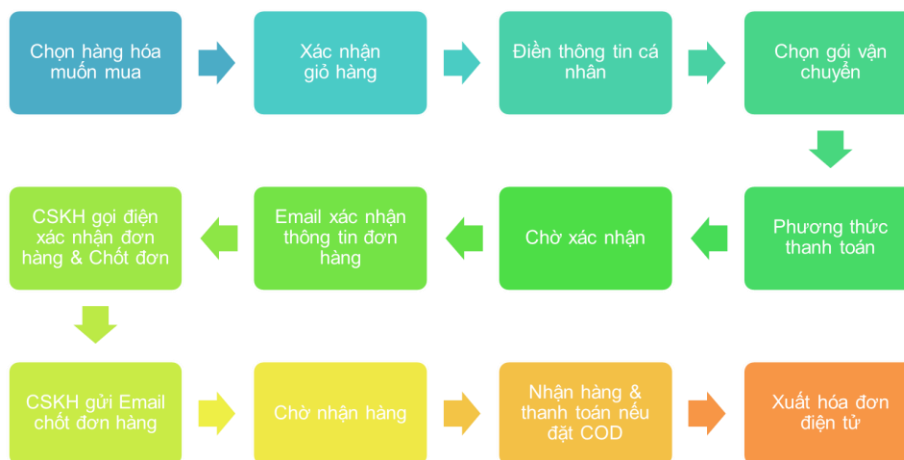 Chọn hàng hóa
muốn mua
Xác nhận
giỏ hàng
Điền thông tin cá
nhân
Chọn gói vận
chuyển
CSKH gọi điện
xác nhận đơn
hàng & Chốt đơn
Email xác nhận
thông tin đơn
hàng
Chờ xác nhận
Phương thức
thanh toán
CSKH gửi Email
chốt đơn hàng
Chờ nhận hàng
Nhận hàng &
thanh toán nếu
đặt COD
Xuất hóa đơn
điện tử